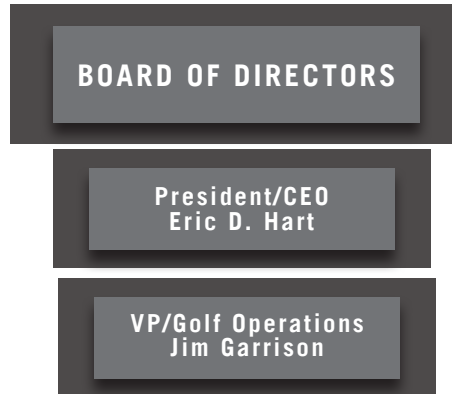 BOARD OF DIRECTORS
President/CEO
Eric D. Hart
VP/Golf Operations
Jim Garrison